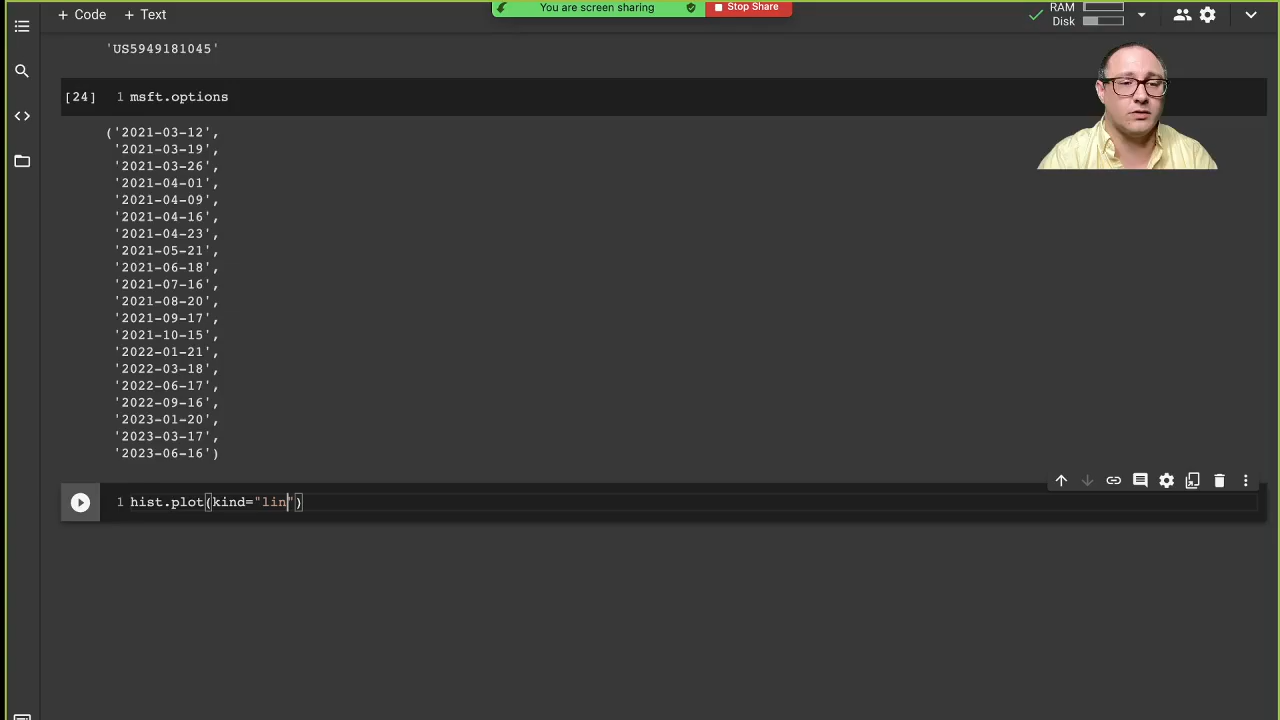 + Code + Text
You are screen sharing
Stop Share
RAM
Disk
'US5949181045'
[24] 1 msft.options
('2021-03-12',
'2021-03-19',
'2021-03-26',
'2021-04-01',
'2021-04-09',
'2021-04-16',
'2021-04-23',
'2021-05-21',
'2021-06-18',
'2021-07-16',
'2021-08-20',
'2021-09-17',
'2021-10-15',
'2022-01-21',
'2022-03-18',
'2022-06-17',
'2022-09-16',
'2023-01-20',
'2023-03-17',
'2023-06-16')
1 hist.plot(kind="lin")